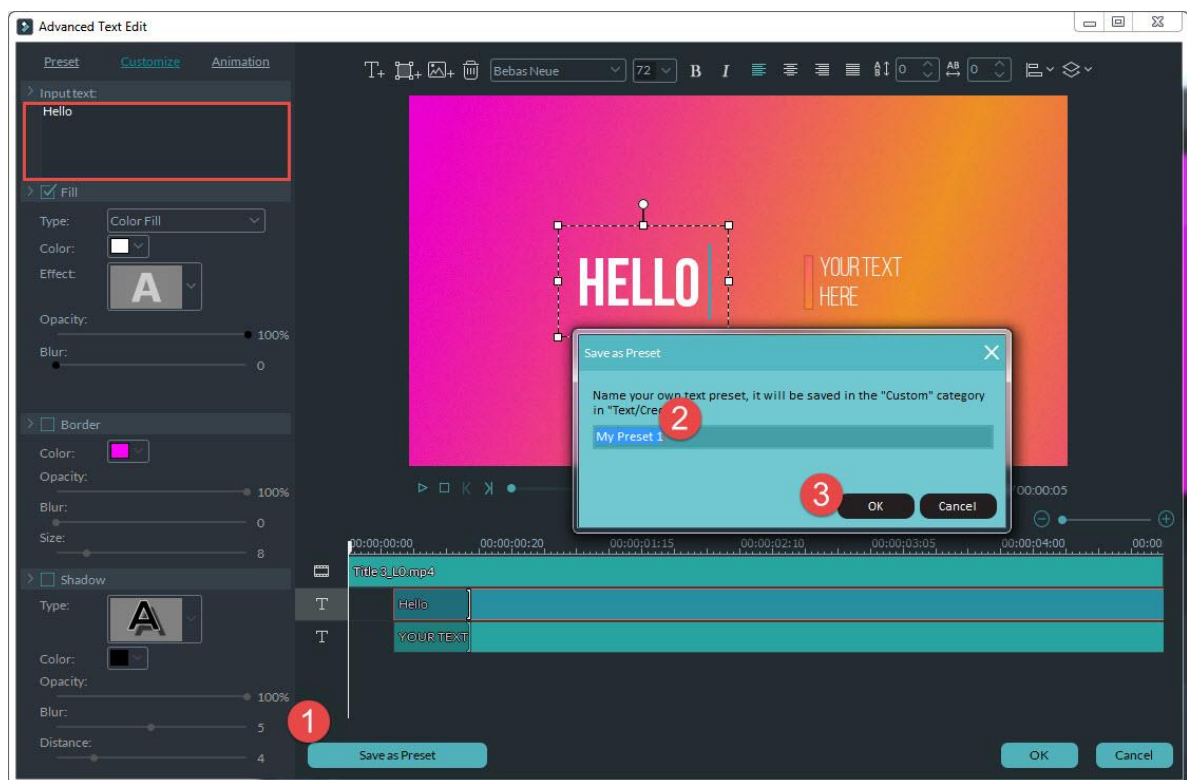 Advanced Text Edit
Preset Customize Animation
Bebas Neue 72 B I 0 0
Input text:
Hello
Fill
Type: Color Fill
Color:
Effect:
Opacity:
100%
Blur:
0
Border
Color:
Opacity:
100%
Blur:
0
Size:
8
Shadow
Type:
Color:
Opacity:
100%
Blur:
5
Distance:
4
HELLO
YOUR TEXT
HERE
Save as Preset
Name your own text preset, it will be saved in the "Custom" category
in "Text/Cre
2
My Preset 1
3
OK Cancel
00:00:05
00:00:00:00 00:00:00:20 00:00:01:15 00:00:02:10 00:00:03:05 00:00:04:00 00:00
Title 3_LO.mp4
T Hello
T YOUR TEXT
1
Save as Preset
OK Cancel